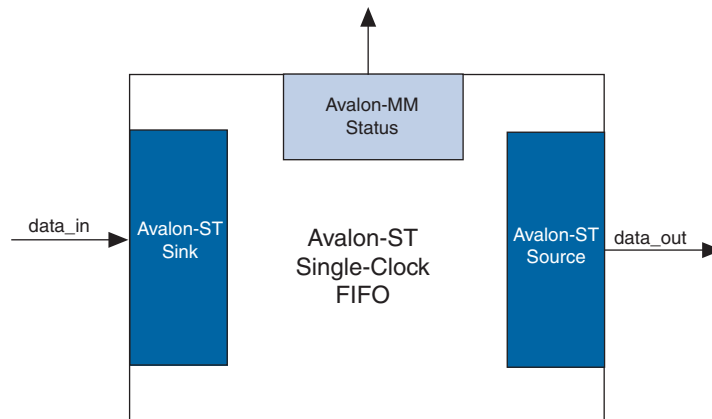 Avalon-MM
Status
data_in
Avalon-ST
Sink
Avalon-ST
Single-Clock
FIFO
Avalon-ST
Source
data_out